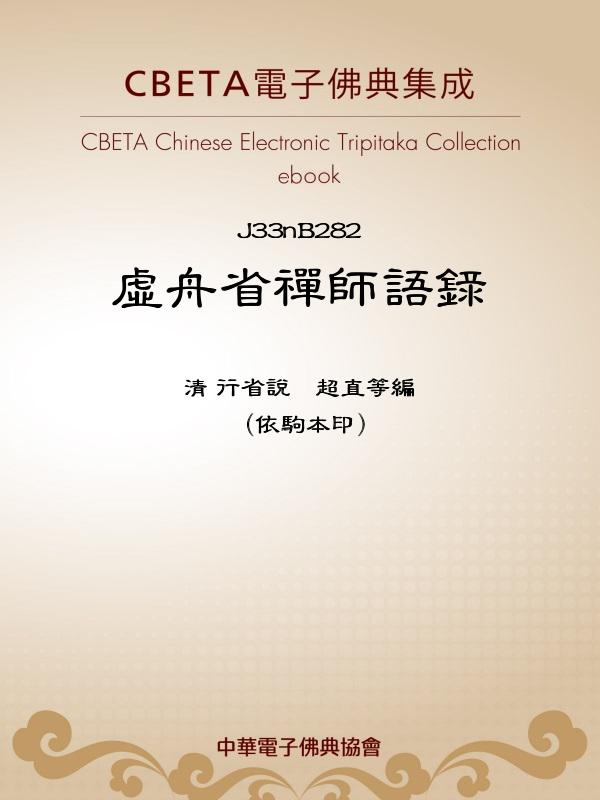 CBETA電子佛典集成
CBETA Chinese Electronic Tripitaka Collection
ebook
J33nB282
虛舟省禪師語錄
清 行省說　超直等編
(依駒本印)
中華電子佛典協會